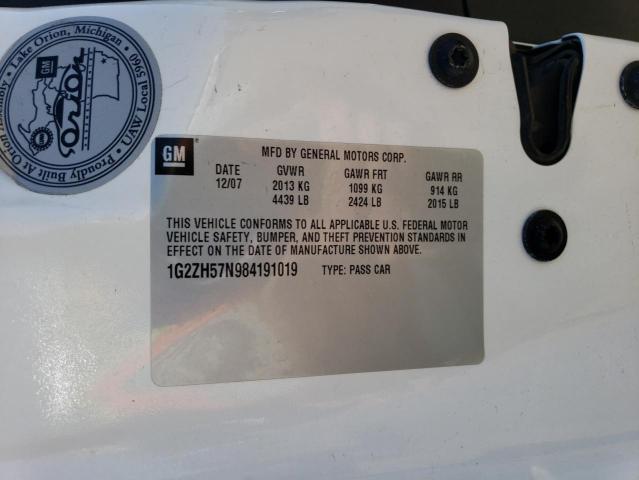 Lake Orion, Michigan
UAW Local 5960
Proudly Built At Orion Assembly
GM
ORION
GM
MFD BY GENERAL MOTORS CORP.
DATE GVWR GAWR FRT GAWR RR
12/07 2013 KG 1099 KG 914 KG
4439 LB 2424 LB 2015 LB
THIS VEHICLE CONFORMS TO ALL APPLICABLE U.S. FEDERAL MOTOR
VEHICLE SAFETY, BUMPER, AND THEFT PREVENTION STANDARDS IN
EFFECT ON THE DATE OF MANUFACTURE SHOWN ABOVE.
1G2ZH57N984191019 TYPE: PASS CAR